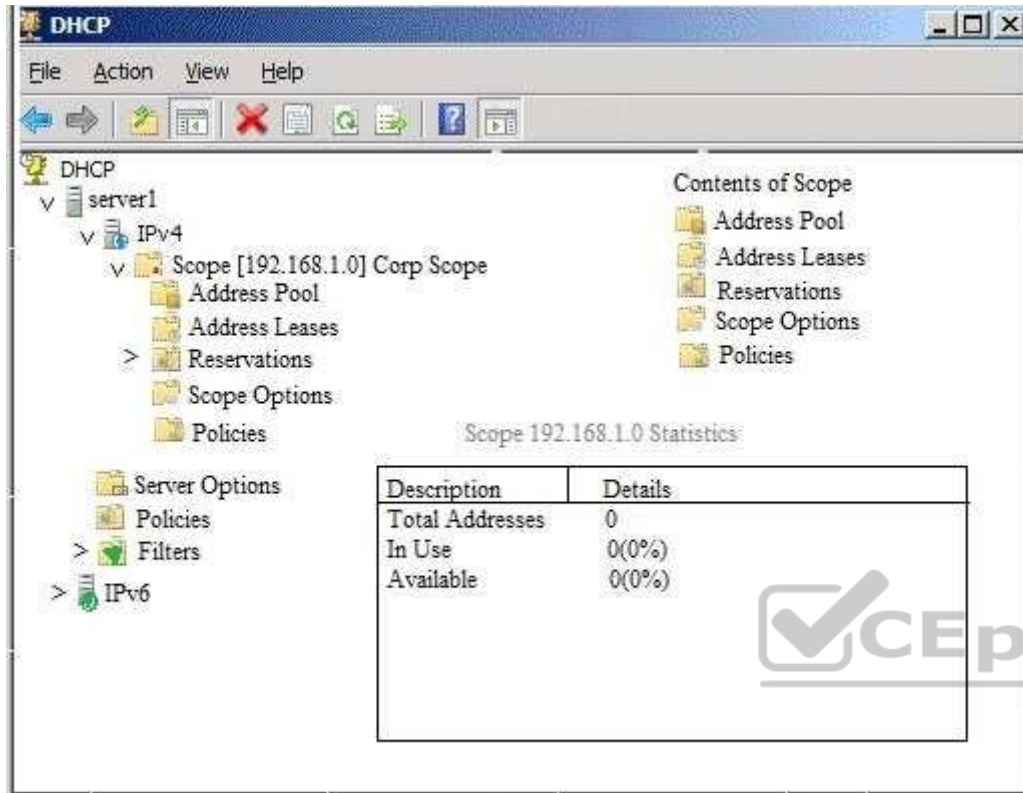 DHCP
File Action View Help
DHCP
server1
IPv4
Scope [192.168.1.0] Corp Scope
Address Pool
Address Leases
Reservations
Scope Options
Policies
Server Options
Policies
Filters
IPv6
Contents of Scope
Address Pool
Address Leases
Reservations
Scope Options
Policies
Scope 192.168.1.0 Statistics
Description Details
Total Addresses 0
In Use 0(0%)
Available 0(0%)
CEp